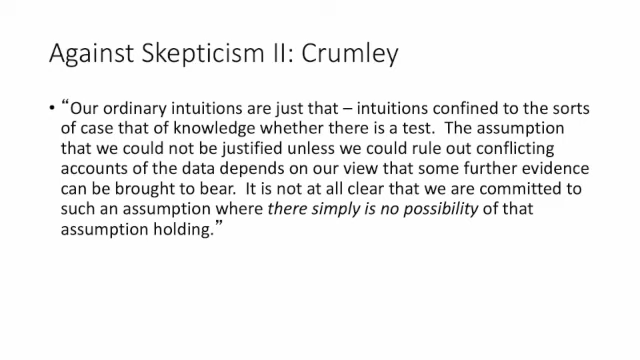 Against Skepticism II: Crumley
• “Our ordinary intuitions are just that – intuitions confined to the sorts
of case that of knowledge whether there is a test. The assumption
that we could not be justified unless we could rule out conflicting
accounts of the data depends on our view that some further evidence
can be brought to bear. It is not at all clear that we are committed to
such an assumption where there simply is no possibility of that
assumption holding.”